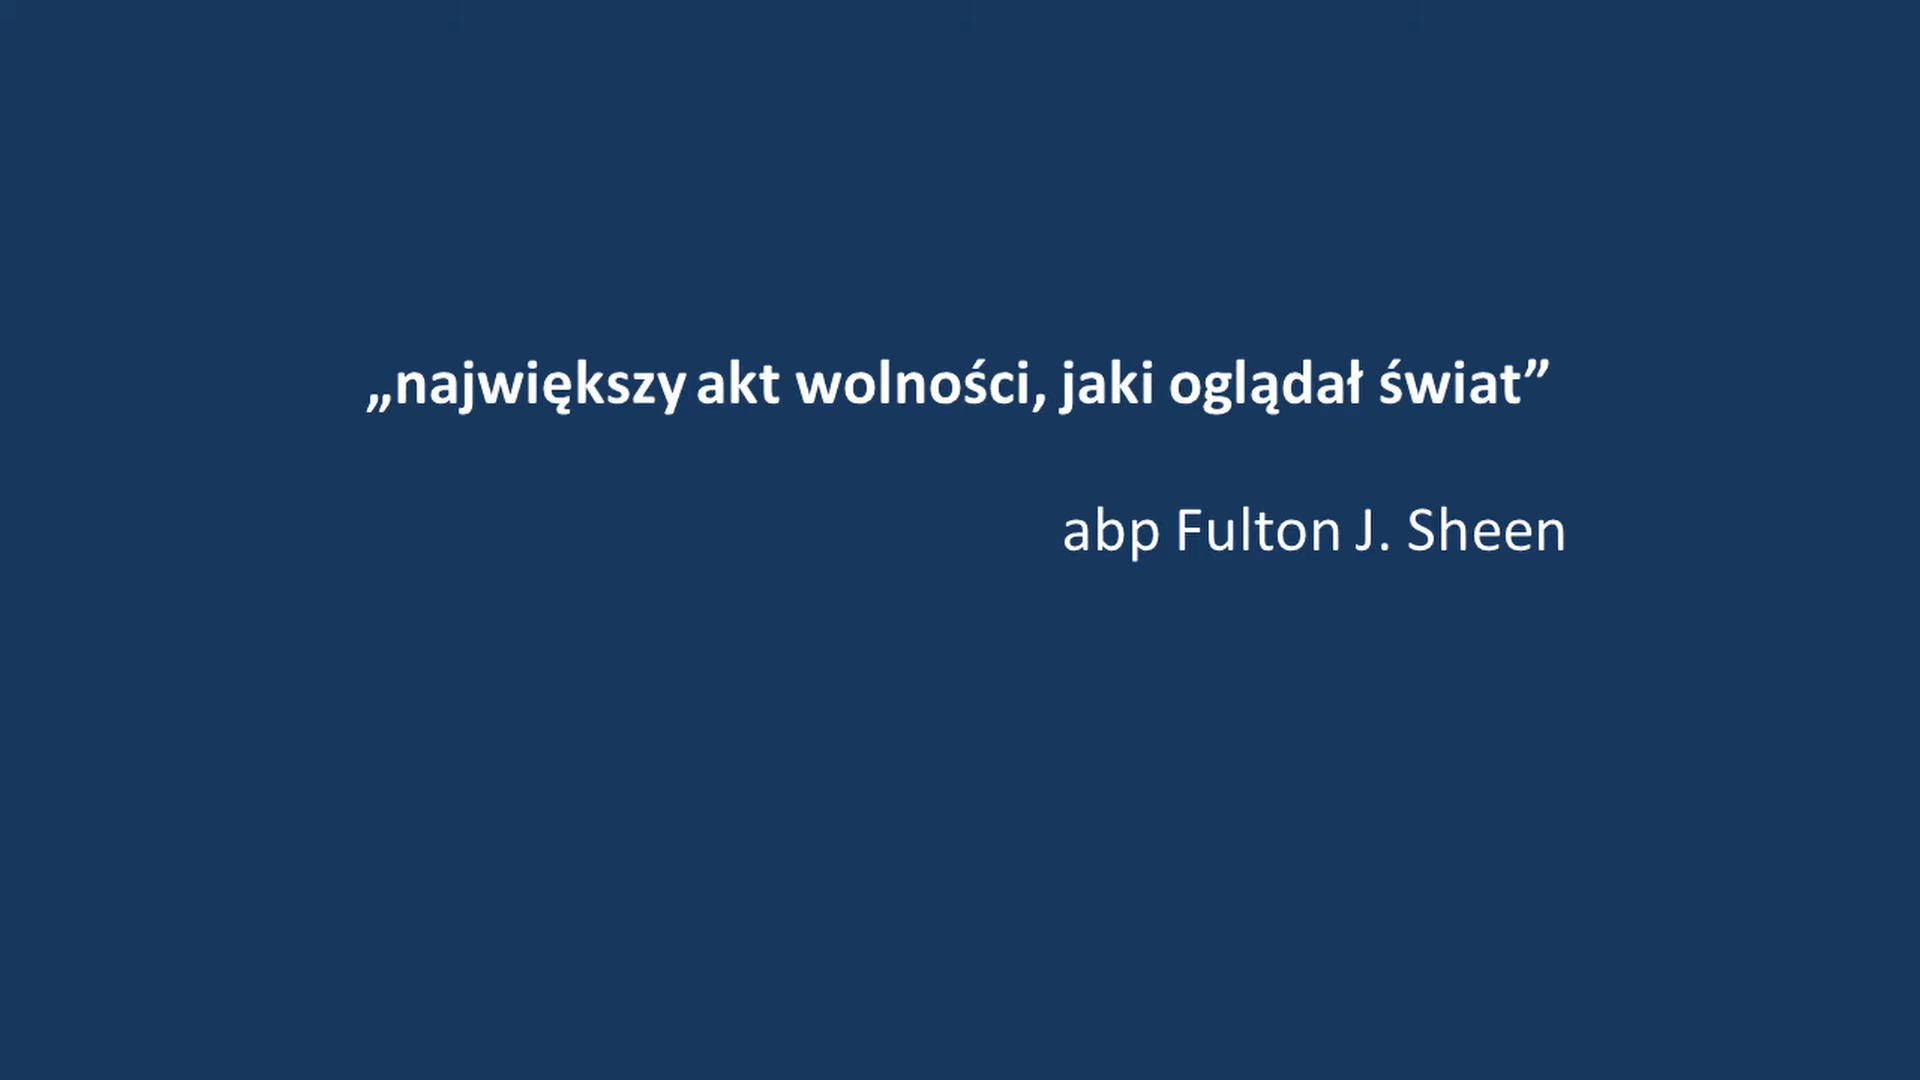 „największy akt wolności, jaki oglądał świat”
abp Fulton J. Sheen